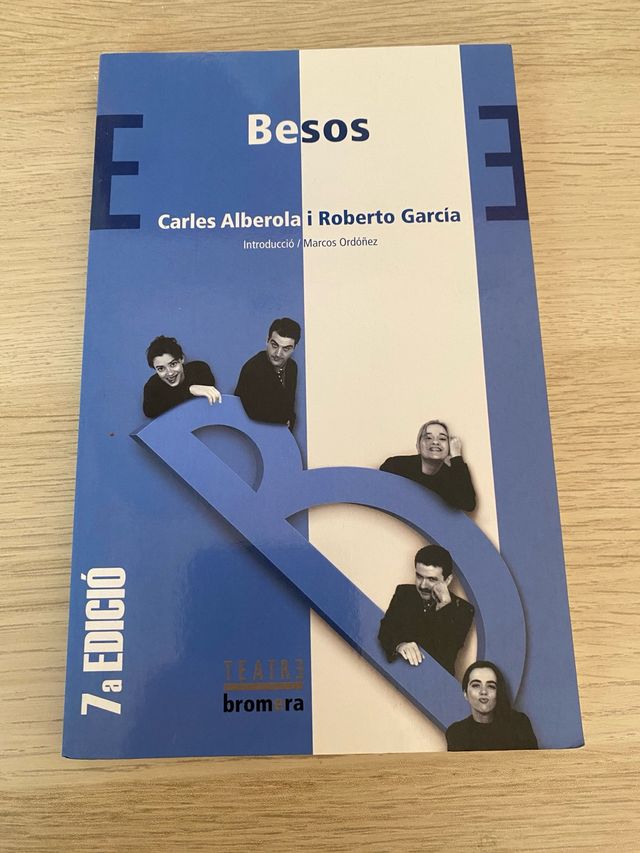 Besos
Carles Alberola i Roberto García
Introducció / Marcos Ordóñez
7a EDICIÓ
TEATRE
bromera